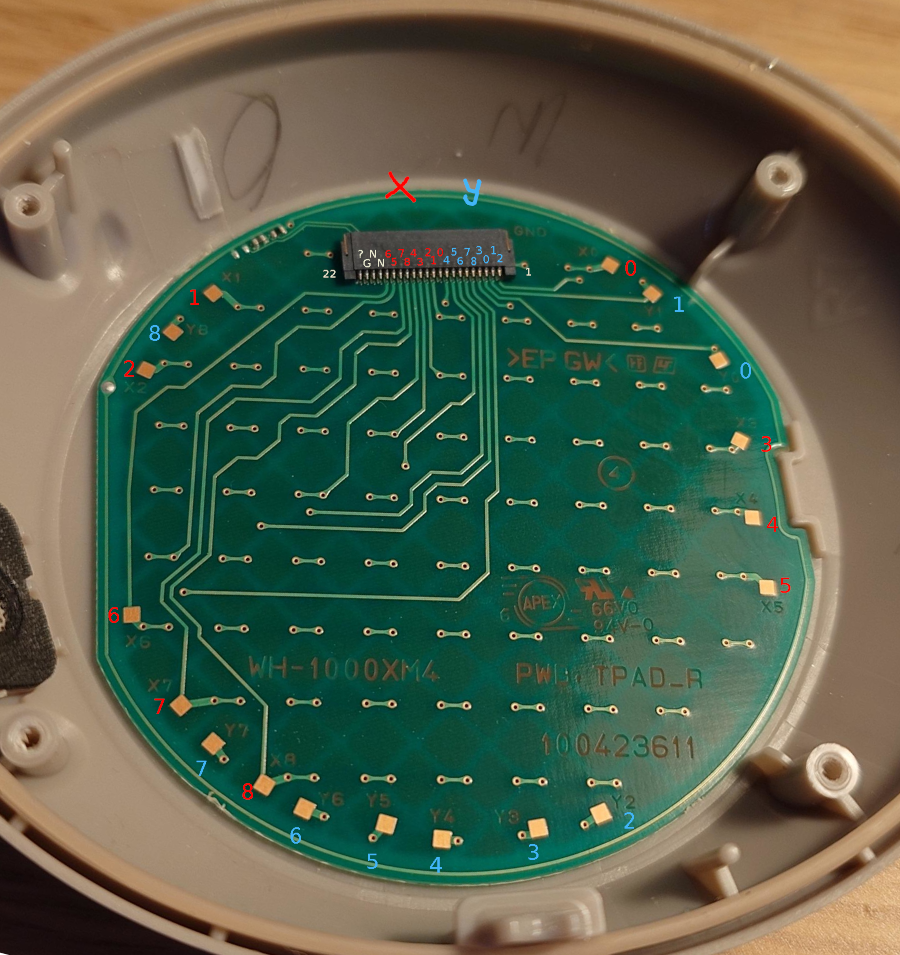 X y
GND
? N 6 7 4 2 0 5 7 3 1
G N 5 8 3 1 4 6 8 0 2
22
1
X0
0
X1
1
Y1
1
8
Y8
2
X2
>EP GW<
0
X3
3
4
X4
4
5
X5
APEX
66V0
94V-0
6
X6
WH-1000XM4
TPAD_R
X7
7
Y7
7
100423611
X8
8
Y6
6
Y5
5
Y4
4
Y3
3
Y2
2